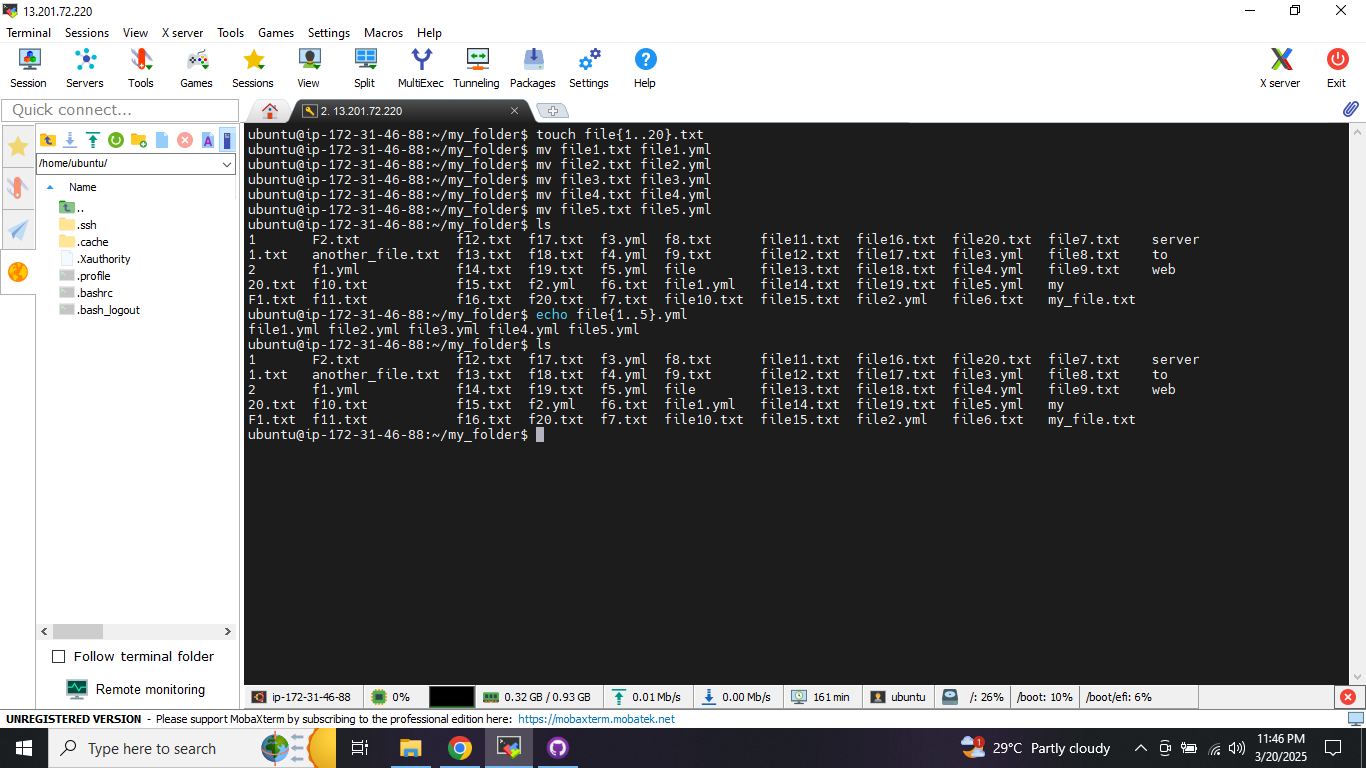 13.201.72.220
Terminal Sessions View X server Tools Games Settings Macros Help
Session Servers Tools Games Sessions View Split MultiExec Tunneling Packages Settings Help X server Exit
Quick connect...
2. 13.201.72.220
/home/ubuntu/
Name
..
.ssh
.cache
.Xauthority
.profile
.bashrc
.bash_logout
Follow terminal folder
Remote monitoring
ubuntu@ip-172-31-46-88:~/my_folder$ touch file{1..20}.txt
ubuntu@ip-172-31-46-88:~/my_folder$ mv file1.txt file1.yml
ubuntu@ip-172-31-46-88:~/my_folder$ mv file2.txt file2.yml
ubuntu@ip-172-31-46-88:~/my_folder$ mv file3.txt file3.yml
ubuntu@ip-172-31-46-88:~/my_folder$ mv file4.txt file4.yml
ubuntu@ip-172-31-46-88:~/my_folder$ mv file5.txt file5.yml
ubuntu@ip-172-31-46-88:~/my_folder$ ls
1 F2.txt f12.txt f17.txt f3.yml f8.txt file11.txt file16.txt file20.txt file7.txt server
1.txt another_file.txt f13.txt f18.txt f4.yml f9.txt file12.txt file17.txt file3.yml file8.txt to
2 f1.yml f14.txt f19.txt f5.yml file file13.txt file18.txt file4.yml file9.txt web
20.txt f10.txt f15.txt f2.yml f6.txt file1.yml file14.txt file19.txt file5.yml my
F1.txt f11.txt f16.txt f20.txt f7.txt file10.txt file15.txt file2.yml file6.txt my_file.txt
ubuntu@ip-172-31-46-88:~/my_folder$ echo file{1..5}.yml
file1.yml file2.yml file3.yml file4.yml file5.yml
ubuntu@ip-172-31-46-88:~/my_folder$ ls
1 F2.txt f12.txt f17.txt f3.yml f8.txt file11.txt file16.txt file20.txt file7.txt server
1.txt another_file.txt f13.txt f18.txt f4.yml f9.txt file12.txt file17.txt file3.yml file8.txt to
2 f1.yml f14.txt f19.txt f5.yml file file13.txt file18.txt file4.yml file9.txt web
20.txt f10.txt f15.txt f2.yml f6.txt file1.yml file14.txt file19.txt file5.yml my
F1.txt f11.txt f16.txt f20.txt f7.txt file10.txt file15.txt file2.yml file6.txt my_file.txt
ubuntu@ip-172-31-46-88:~/my_folder$
ip-172-31-46-88 0% 0.32 GB / 0.93 GB 0.01 Mb/s 0.00 Mb/s 161 min ubuntu /: 26% /boot: 10% /boot/efi: 6%
UNREGISTERED VERSION - Please support MobaXterm by subscribing to the professional edition here: https://mobaxterm.mobatek.net
Type here to search 1 29°C Partly cloudy 11:46 PM
3/20/2025